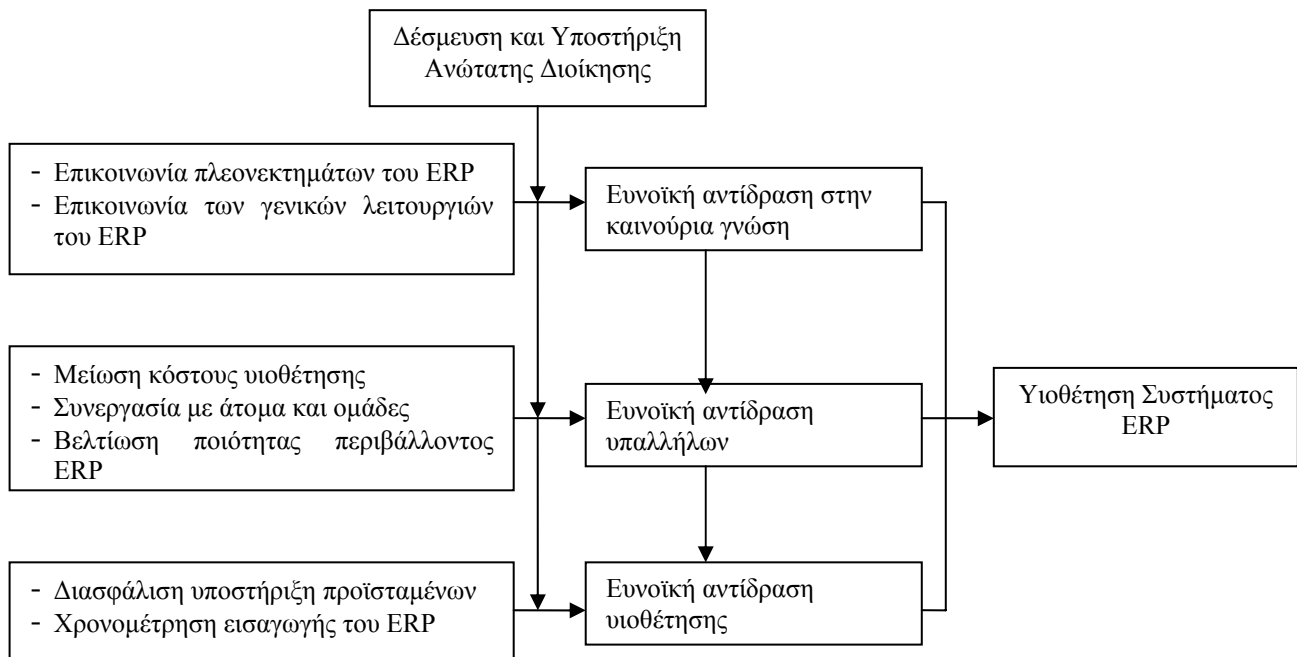 Δέσμευση και Υποστήριξη
Ανώτατης Διοίκησης
- Επικοινωνία πλεονεκτημάτων του ERP
- Επικοινωνία των γενικών λειτουργιών
του ERP
Ευνοϊκή αντίδραση στην
καινούρια γνώση
- Μείωση κόστους υιοθέτησης
- Συνεργασία με άτομα και ομάδες
- Βελτίωση ποιότητας περιβάλλοντος
ERP
Ευνοϊκή αντίδραση
υπαλλήλων
Υιοθέτηση Συστήματος
ERP
- Διασφάλιση υποστήριξη προϊσταμένων
- Χρονομέτρηση εισαγωγής του ERP
Ευνοϊκή αντίδραση
υιοθέτησης